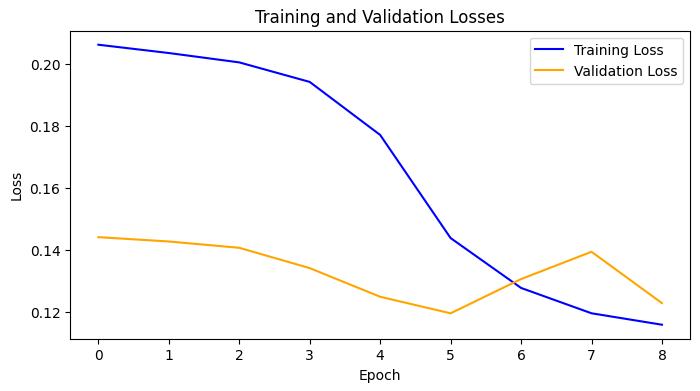 Training and Validation Losses
Training Loss
Validation Loss
Loss
0.20
0.18
0.16
0.14
0.12
0 1 2 3 4 5 6 7 8
Epoch